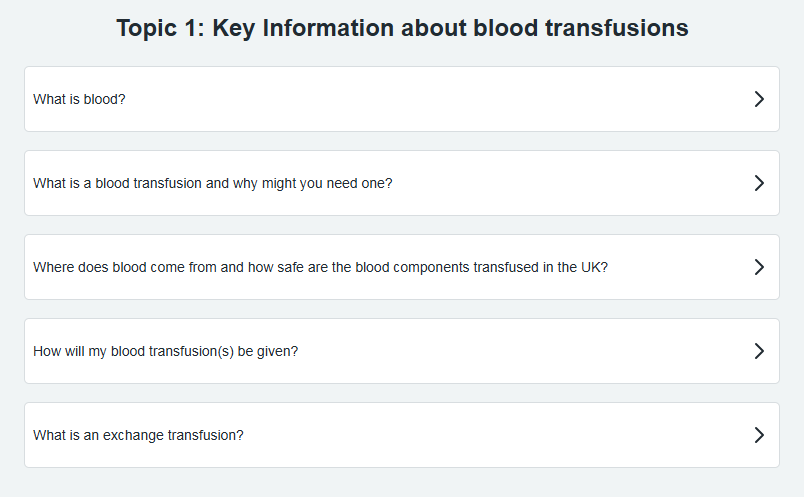 Topic 1: Key Information about blood transfusions
What is blood?
What is a blood transfusion and why might you need one?
Where does blood come from and how safe are the blood components transfused in the UK?
How will my blood transfusion(s) be given?
What is an exchange transfusion?